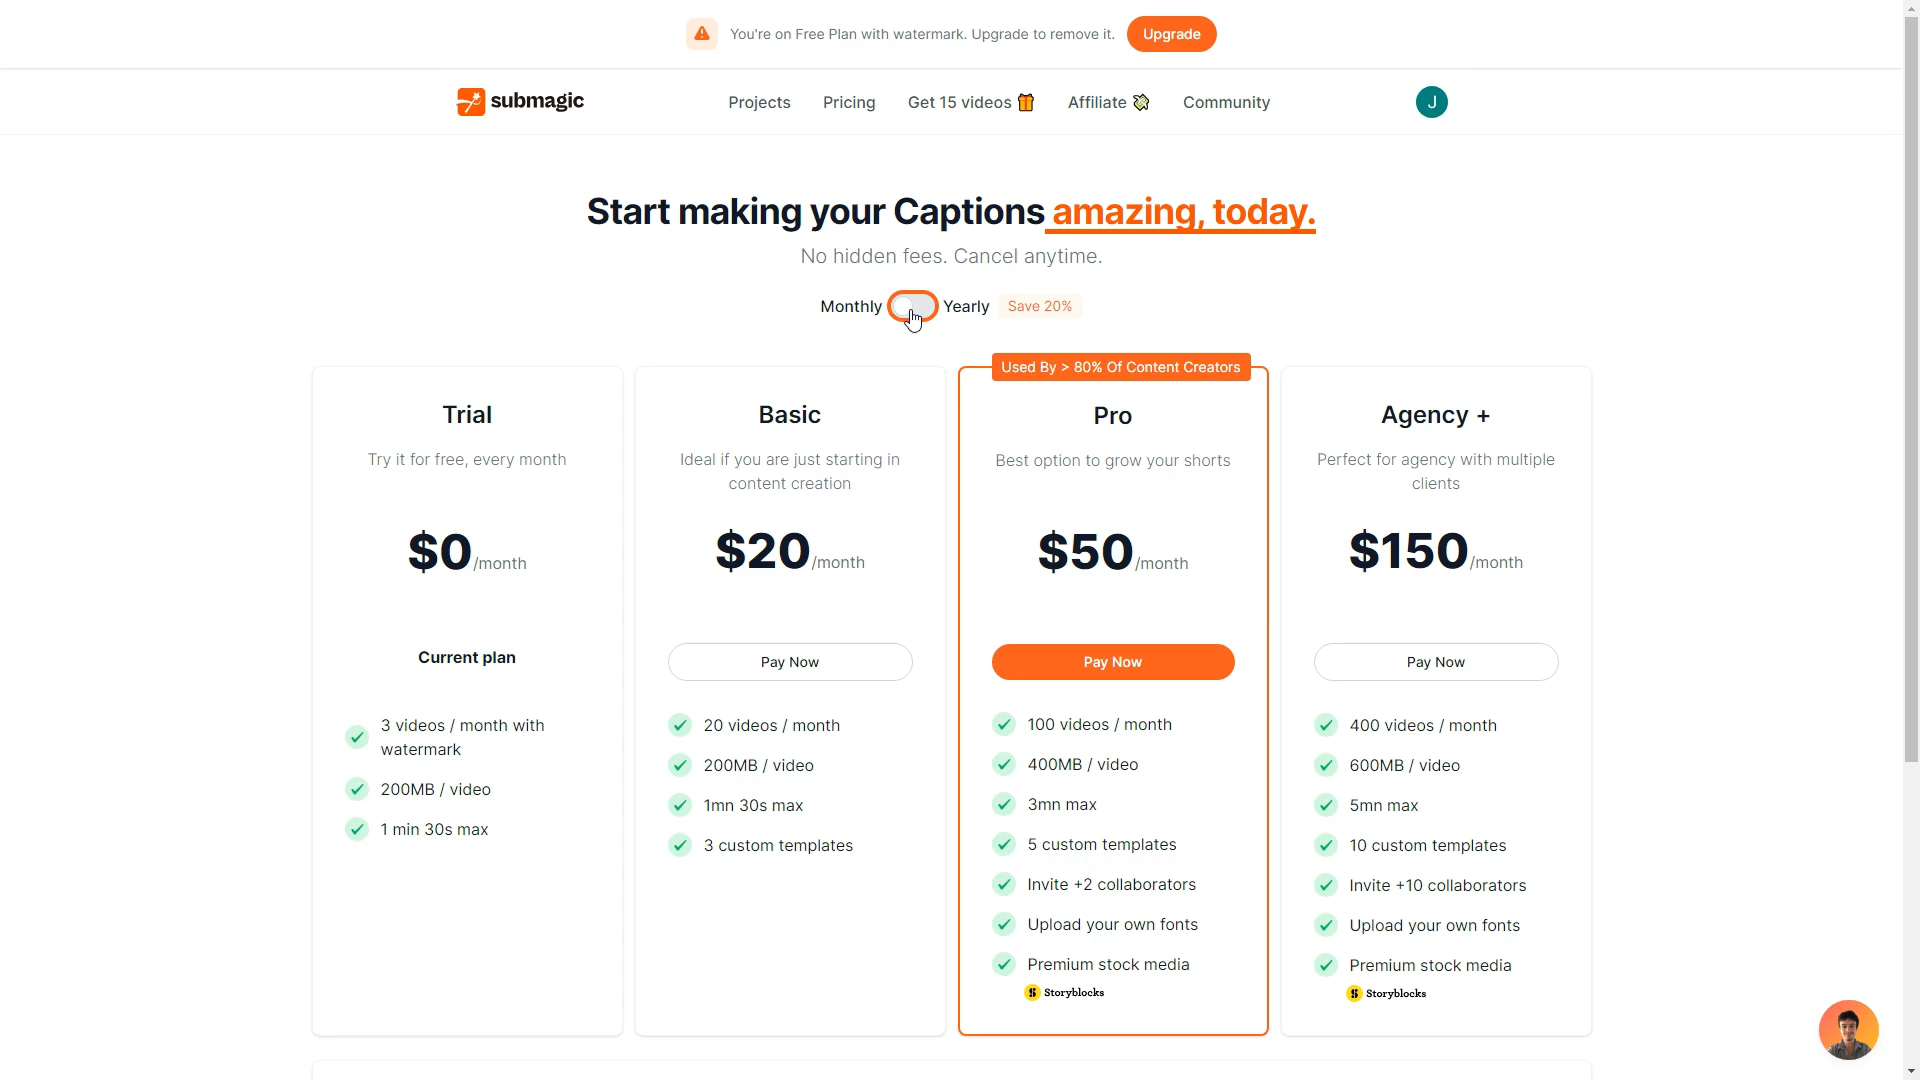 You're on Free Plan with watermark. Upgrade to remove it.
Upgrade
submagic
Projects
Pricing
Get 15 videos
Affiliate
Community
J
Start making your Captions amazing, today.
No hidden fees. Cancel anytime.
Monthly
Yearly
Save 20%
Trial
Try it for free, every month
$0/month
Current plan
3 videos / month with
watermark
200MB / video
1 min 30s max
Basic
Ideal if you are just starting in
content creation
$20/month
Pay Now
20 videos / month
200MB / video
1mn 30s max
3 custom templates
Used By > 80% Of Content Creators
Pro
Best option to grow your shorts
$50/month
Pay Now
100 videos / month
400MB / video
3mn max
5 custom templates
Invite +2 collaborators
Upload your own fonts
Premium stock media
Storyblocks
Agency +
Perfect for agency with multiple
clients
$150/month
Pay Now
400 videos / month
600MB / video
5mn max
10 custom templates
Invite +10 collaborators
Upload your own fonts
Premium stock media
Storyblocks